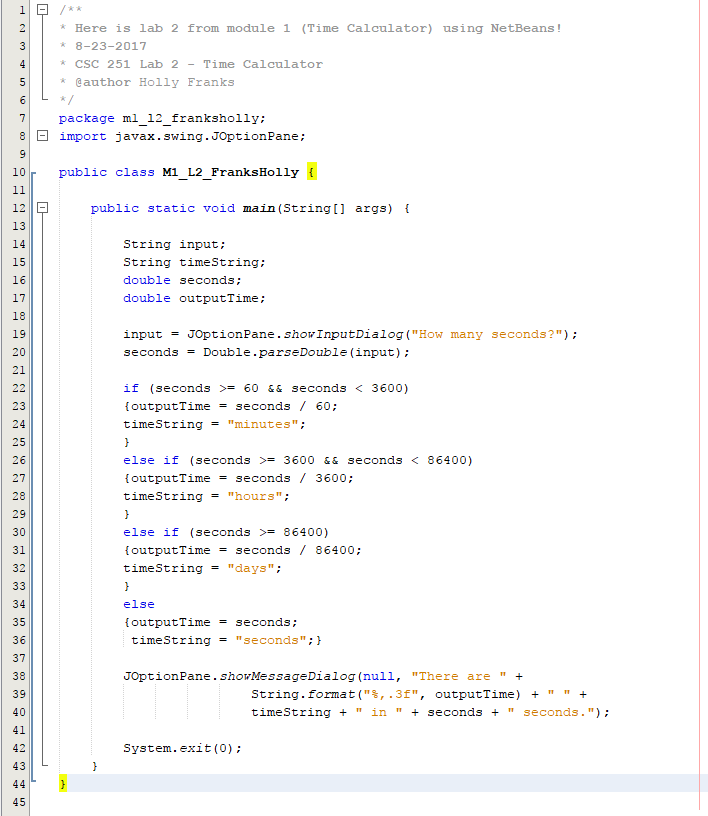 1 /**
2 * Here is lab 2 from module 1 (Time Calculator) using NetBeans!
3 * 8-23-2017
4 * CSC 251 Lab 2 - Time Calculator
5 * @author Holly Franks
6 */
7 package m1_l2_franksholly;
8 import javax.swing.JOptionPane;
9
10 public class M1_L2_FranksHolly {
11
12     public static void main(String[] args) {
13
14         String input;
15         String timeString;
16         double seconds;
17         double outputTime;
18
19         input = JOptionPane.showInputDialog("How many seconds?");
20         seconds = Double.parseDouble(input);
21
22         if (seconds >= 60 && seconds < 3600)
23         {outputTime = seconds / 60;
24         timeString = "minutes";
25         }
26         else if (seconds >= 3600 && seconds < 86400)
27         {outputTime = seconds / 3600;
28         timeString = "hours";
29         }
30         else if (seconds >= 86400)
31         {outputTime = seconds / 86400;
32         timeString = "days";
33         }
34         else
35         {outputTime = seconds;
36          timeString = "seconds";}
37
38         JOptionPane.showMessageDialog(null, "There are " +
39                         String.format("%,.3f", outputTime) + " " +
40                         timeString + " in " + seconds + " seconds.");
41
42         System.exit(0);
43     }
44 }
45